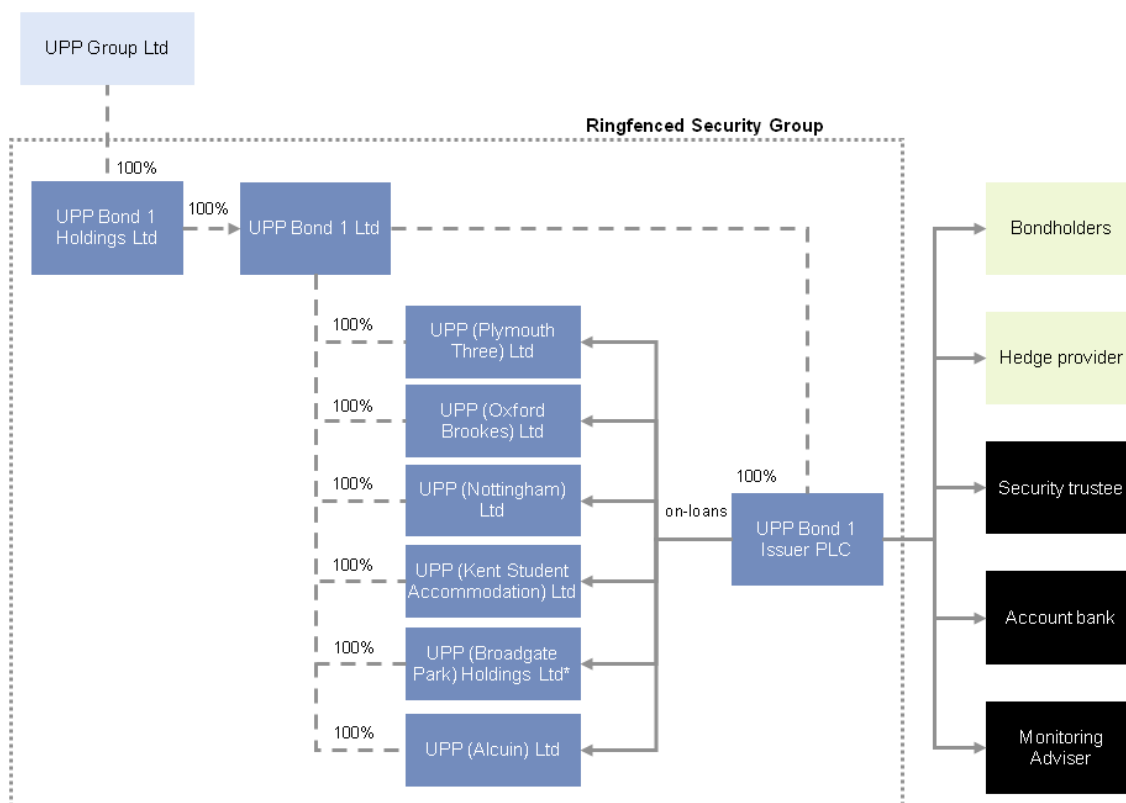 UPP Group Ltd
Ringfenced Security Group
100%
UPP Bond 1
Holdings Ltd
100%
UPP Bond 1 Ltd
Bondholders
100%
UPP (Plymouth
Three) Ltd
Hedge provider
100%
UPP (Oxford
Brookes) Ltd
100%
UPP (Nottingham)
Ltd
100%
on-loans
UPP Bond 1
Issuer PLC
Security trustee
100%
UPP (Kent Student
Accommodation) Ltd
Account bank
100%
UPP (Broadgate
Park) Holdings Ltd*
100%
UPP (Alcuin) Ltd
Monitoring
Adviser